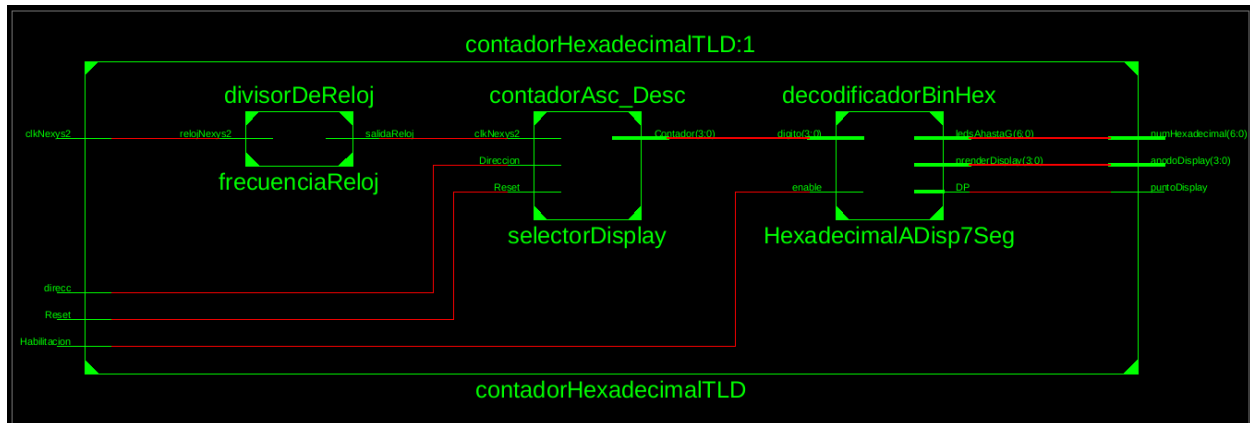 contadorHexadecimalTLD:1
divisorDeReloj
contadorAsc_Desc
decodificadorBinHex
clkNexys2
relojNexys2
salidaReloj
clkNexys2
Contador(3:0)
digito(3:0)
ledsAhastaG(6:0)
numHexadecimal(6:0)
Direccion
prenderDisplay(3:0)
anodoDisplay(3:0)
frecuenciaReloj
Reset
enable
DP
puntoDisplay
selectorDisplay
HexadecimalADisp7Seg
direcc
Reset
Habilitacion
contadorHexadecimalTLD